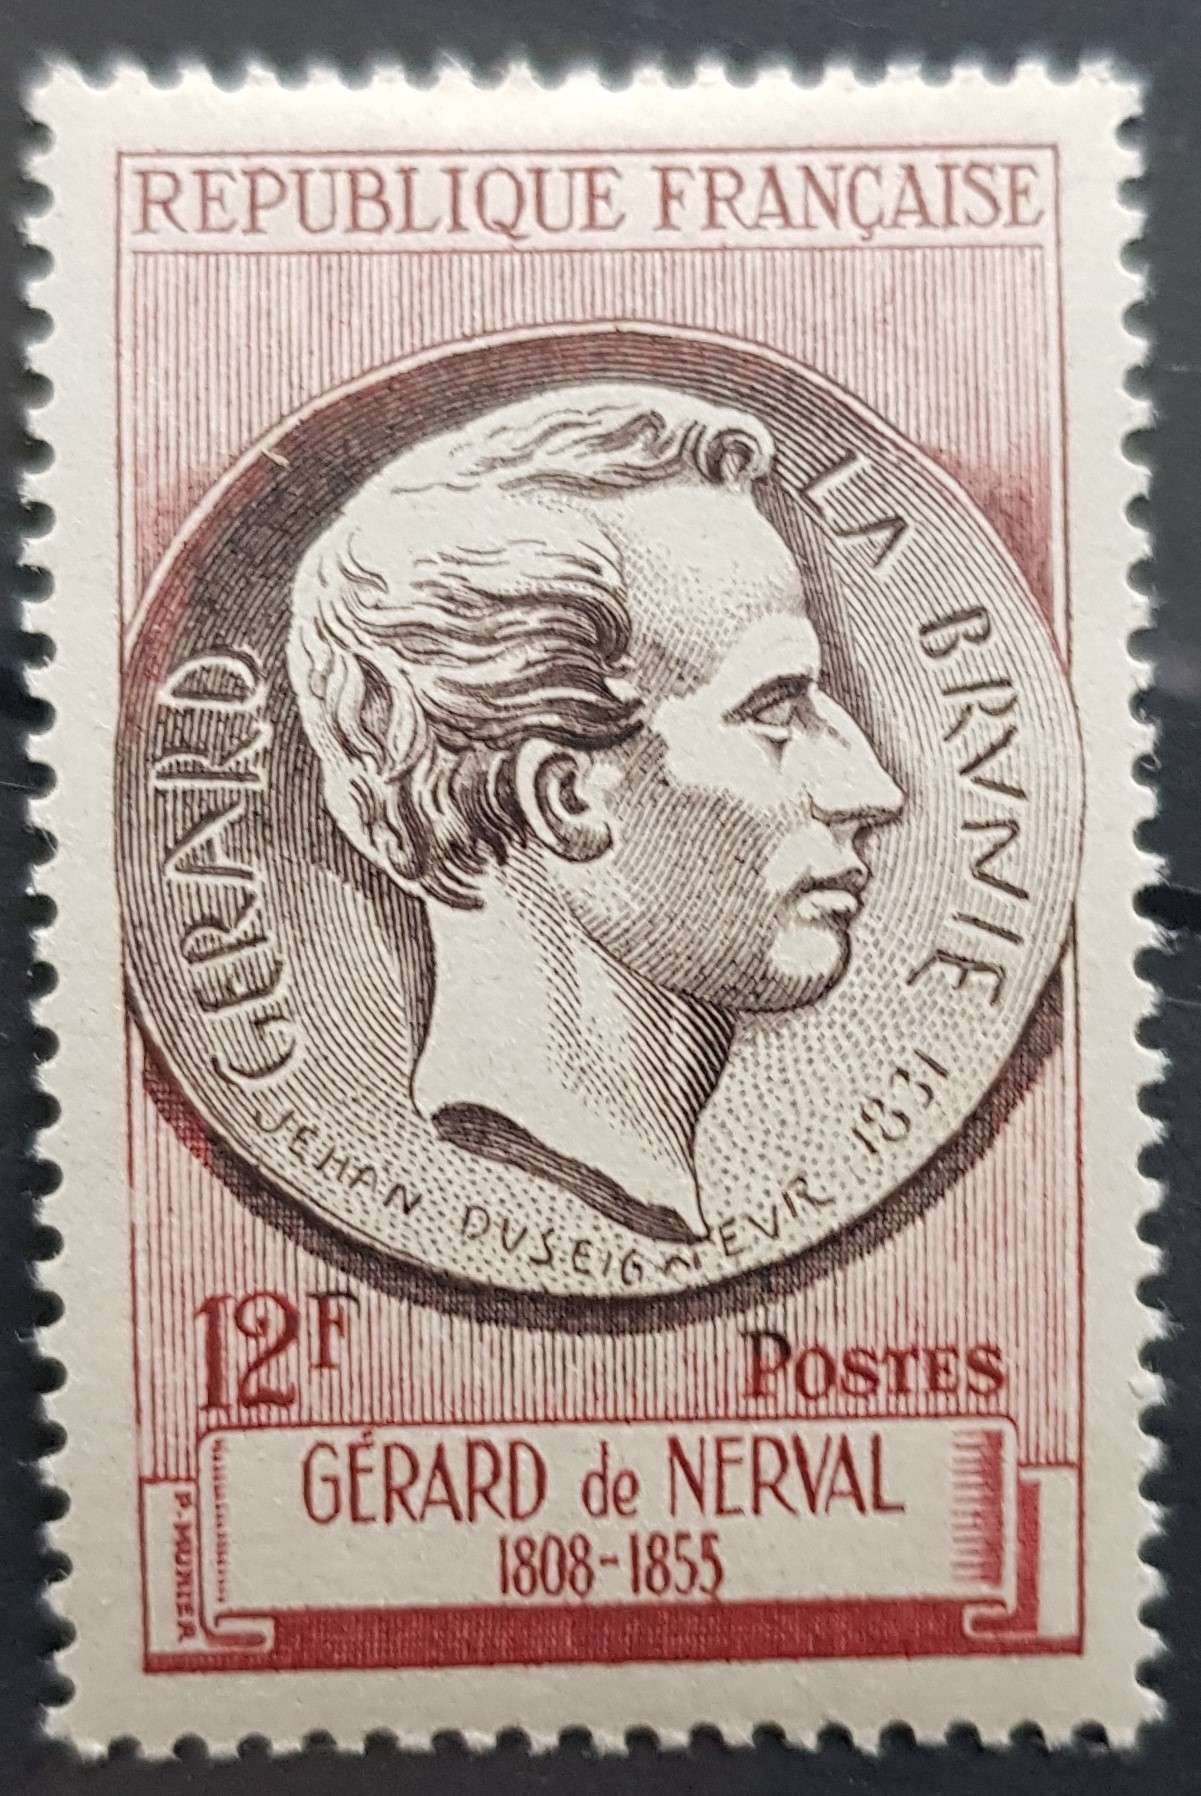 REPUBLIQUE FRANÇAISE
GERARD LA BRVNIE
JEHAN DVSEIGNEVR 1831
12F POSTES
GÉRARD de NERVAL
1808-1855
P. MUNIER